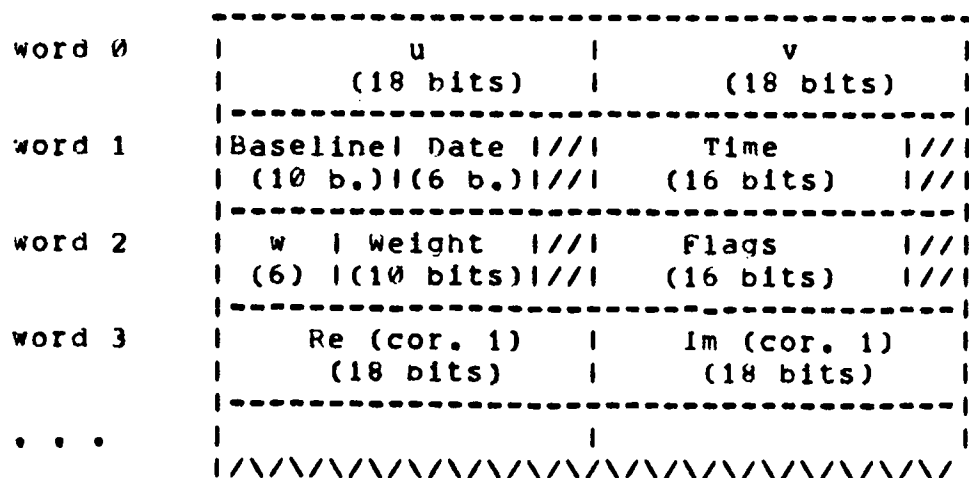 word 0 | u | v |
| (18 bits) | (18 bits) |
word 1 |Baseline| Date |//| Time |//|
| (10 b.)|(6 b.)|//| (16 bits) |//|
word 2 | w | Weight |//| Flags |//|
| (6) |(10 bits)|//| (16 bits) |//|
word 3 | Re (cor. 1) | Im (cor. 1) |
| (18 bits) | (18 bits) |
. . . | | |